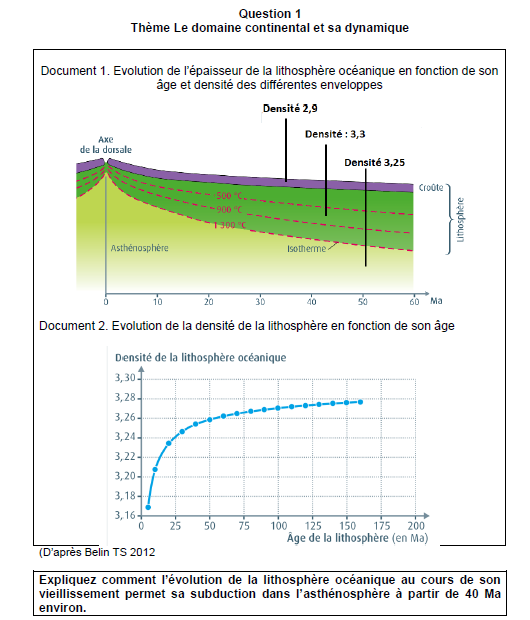 Question 1
Thème Le domaine continental et sa dynamique
Document 1. Evolution de l'épaisseur de la lithosphère océanique en fonction de son
âge et densité des différentes enveloppes
Densité 2,9
Axe
de la dorsale
Densité : 3,3
Densité 3,25
Croûte
500 °C
900 °C
1 300 °C
Lithosphère
Asthénosphère
Isotherme
0 10 20 30 40 50 60 Ma
Document 2. Evolution de la densité de la lithosphère en fonction de son âge
Densité de la lithosphère océanique
3,30
3,28
3,26
3,24
3,22
3,20
3,18
3,16
0 25 50 75 100 125 150 175 200
Âge de la lithosphère (en Ma)
(D'après Belin TS 2012
Expliquez comment l'évolution de la lithosphère océanique au cours de son
vieillissement permet sa subduction dans l'asthénosphère à partir de 40 Ma
environ.